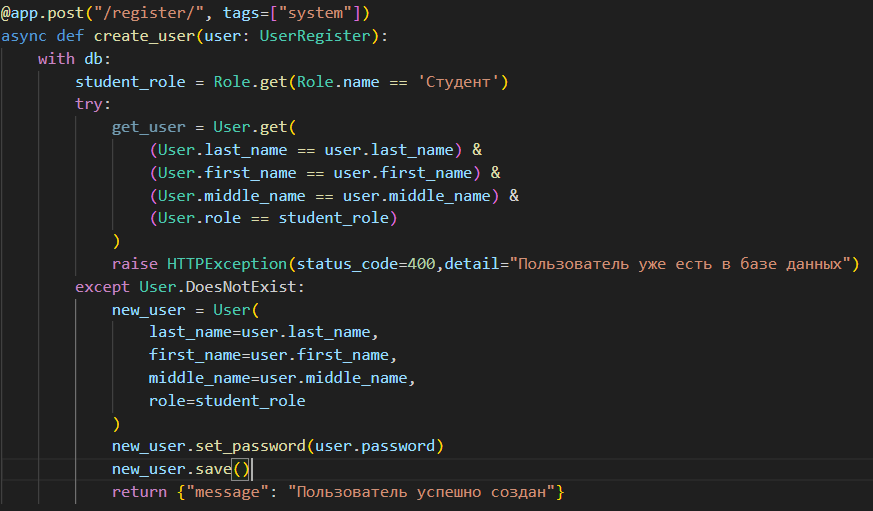 @app.post("/register/", tags=["system"])
async def create_user(user: UserRegister):
    with db:
        student_role = Role.get(Role.name == 'Студент')
        try:
            get_user = User.get(
                (User.last_name == user.last_name) &
                (User.first_name == user.first_name) &
                (User.middle_name == user.middle_name) &
                (User.role == student_role)
            )
            raise HTTPException(status_code=400,detail="Пользователь уже есть в базе данных")
        except User.DoesNotExist:
            new_user = User(
                last_name=user.last_name,
                first_name=user.first_name,
                middle_name=user.middle_name,
                role=student_role
            )
            new_user.set_password(user.password)
            new_user.save()
            return {"message": "Пользователь успешно создан"}